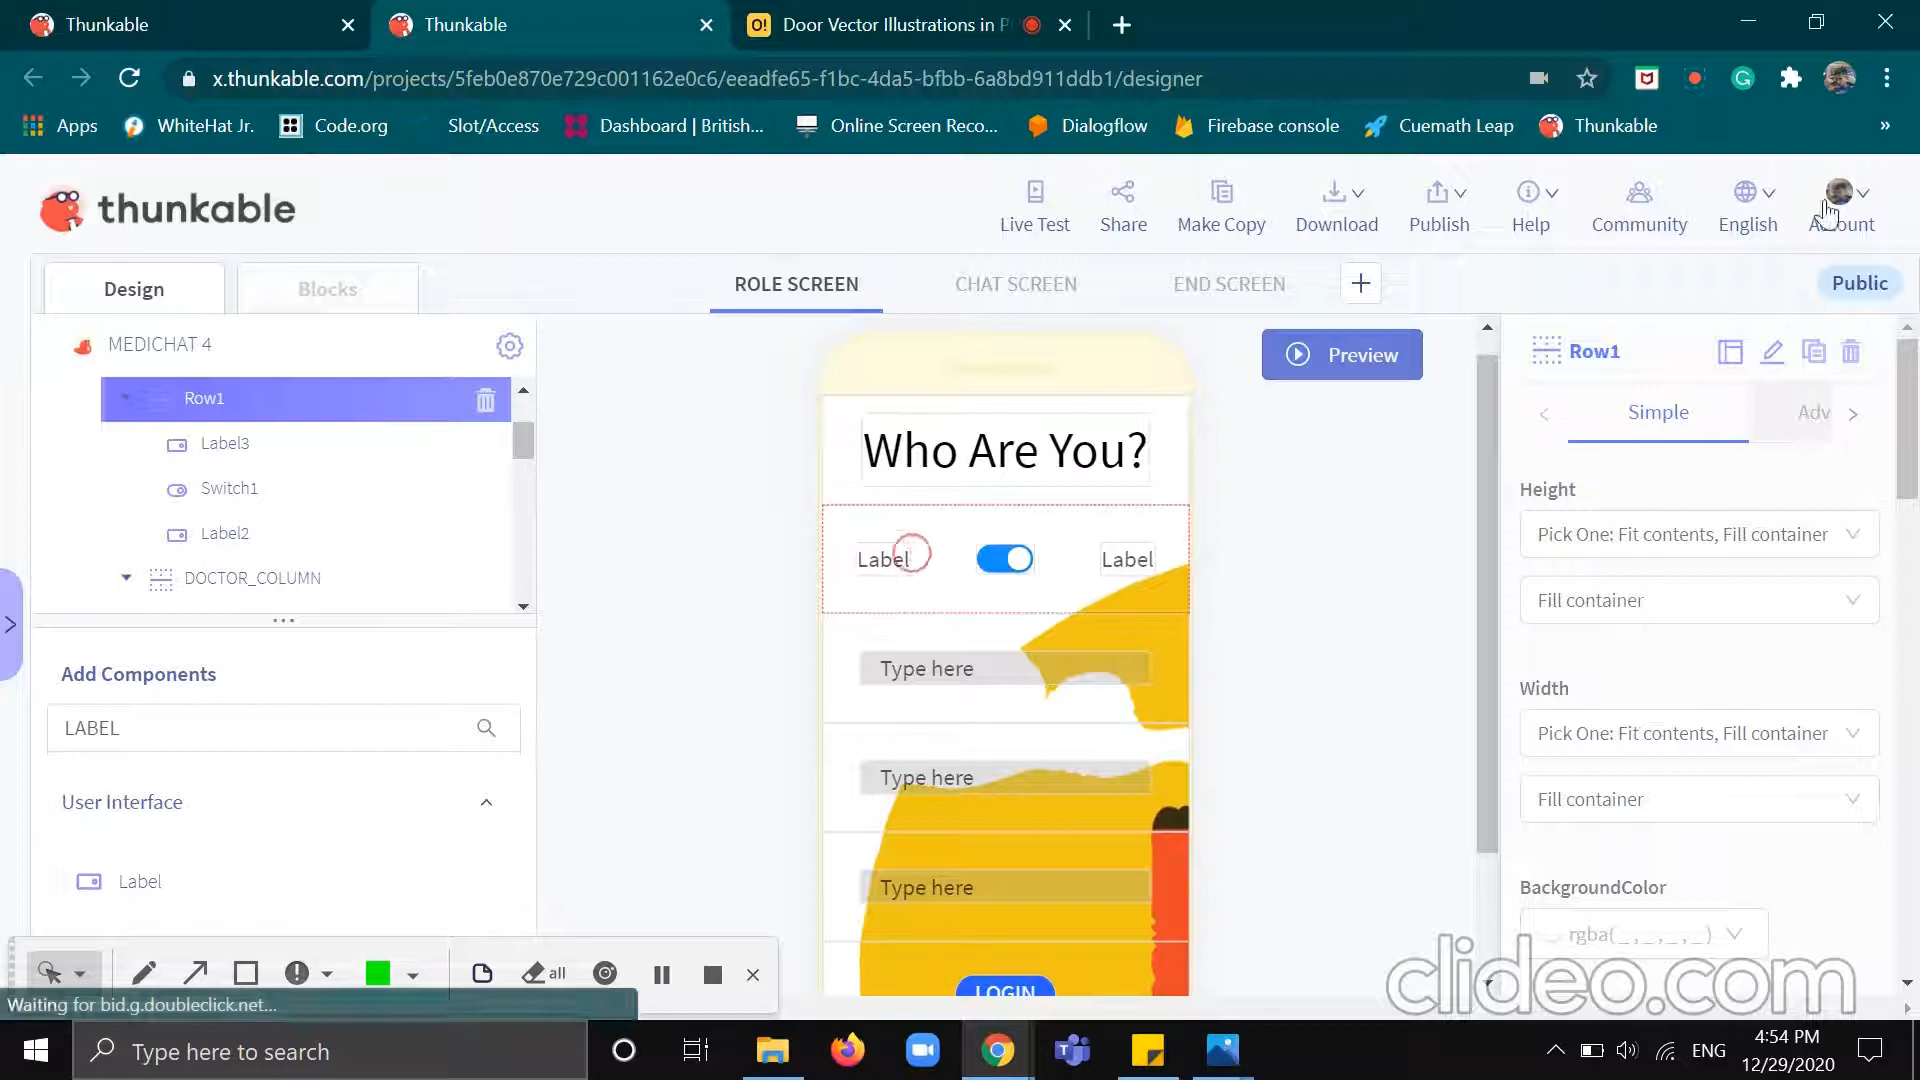 Thunkable
Thunkable
Door Vector Illustrations in P
x.thunkable.com/projects/5feb0e870e729c001162e0c6/eeadfe65-f1bc-4da5-bfbb-6a8bd911ddb1/designer
Apps
WhiteHat Jr.
Code.org
Slot/Access
Dashboard | British...
Online Screen Reco...
Dialogflow
Firebase console
Cuemath Leap
Thunkable
»
thunkable
Live Test
Share
Make Copy
Download
Publish
Help
Community
English
Account
Design
Blocks
ROLE SCREEN
CHAT SCREEN
END SCREEN
Public
MEDICHAT 4
Row1
Label3
Switch1
Label2
DOCTOR_COLUMN
Add Components
LABEL
User Interface
Label
Preview
Who Are You?
Label
Label
Type here
Type here
Type here
LOGIN
Row1
Simple
Adv
Height
Pick One: Fit contents, Fill container
Fill container
Width
Pick One: Fit contents, Fill container
Fill container
BackgroundColor
rgba(_,_,_,_)
clideo.com
all
Waiting for bid.g.doubleclick.net...
Type here to search
ENG
4:54 PM
12/29/2020